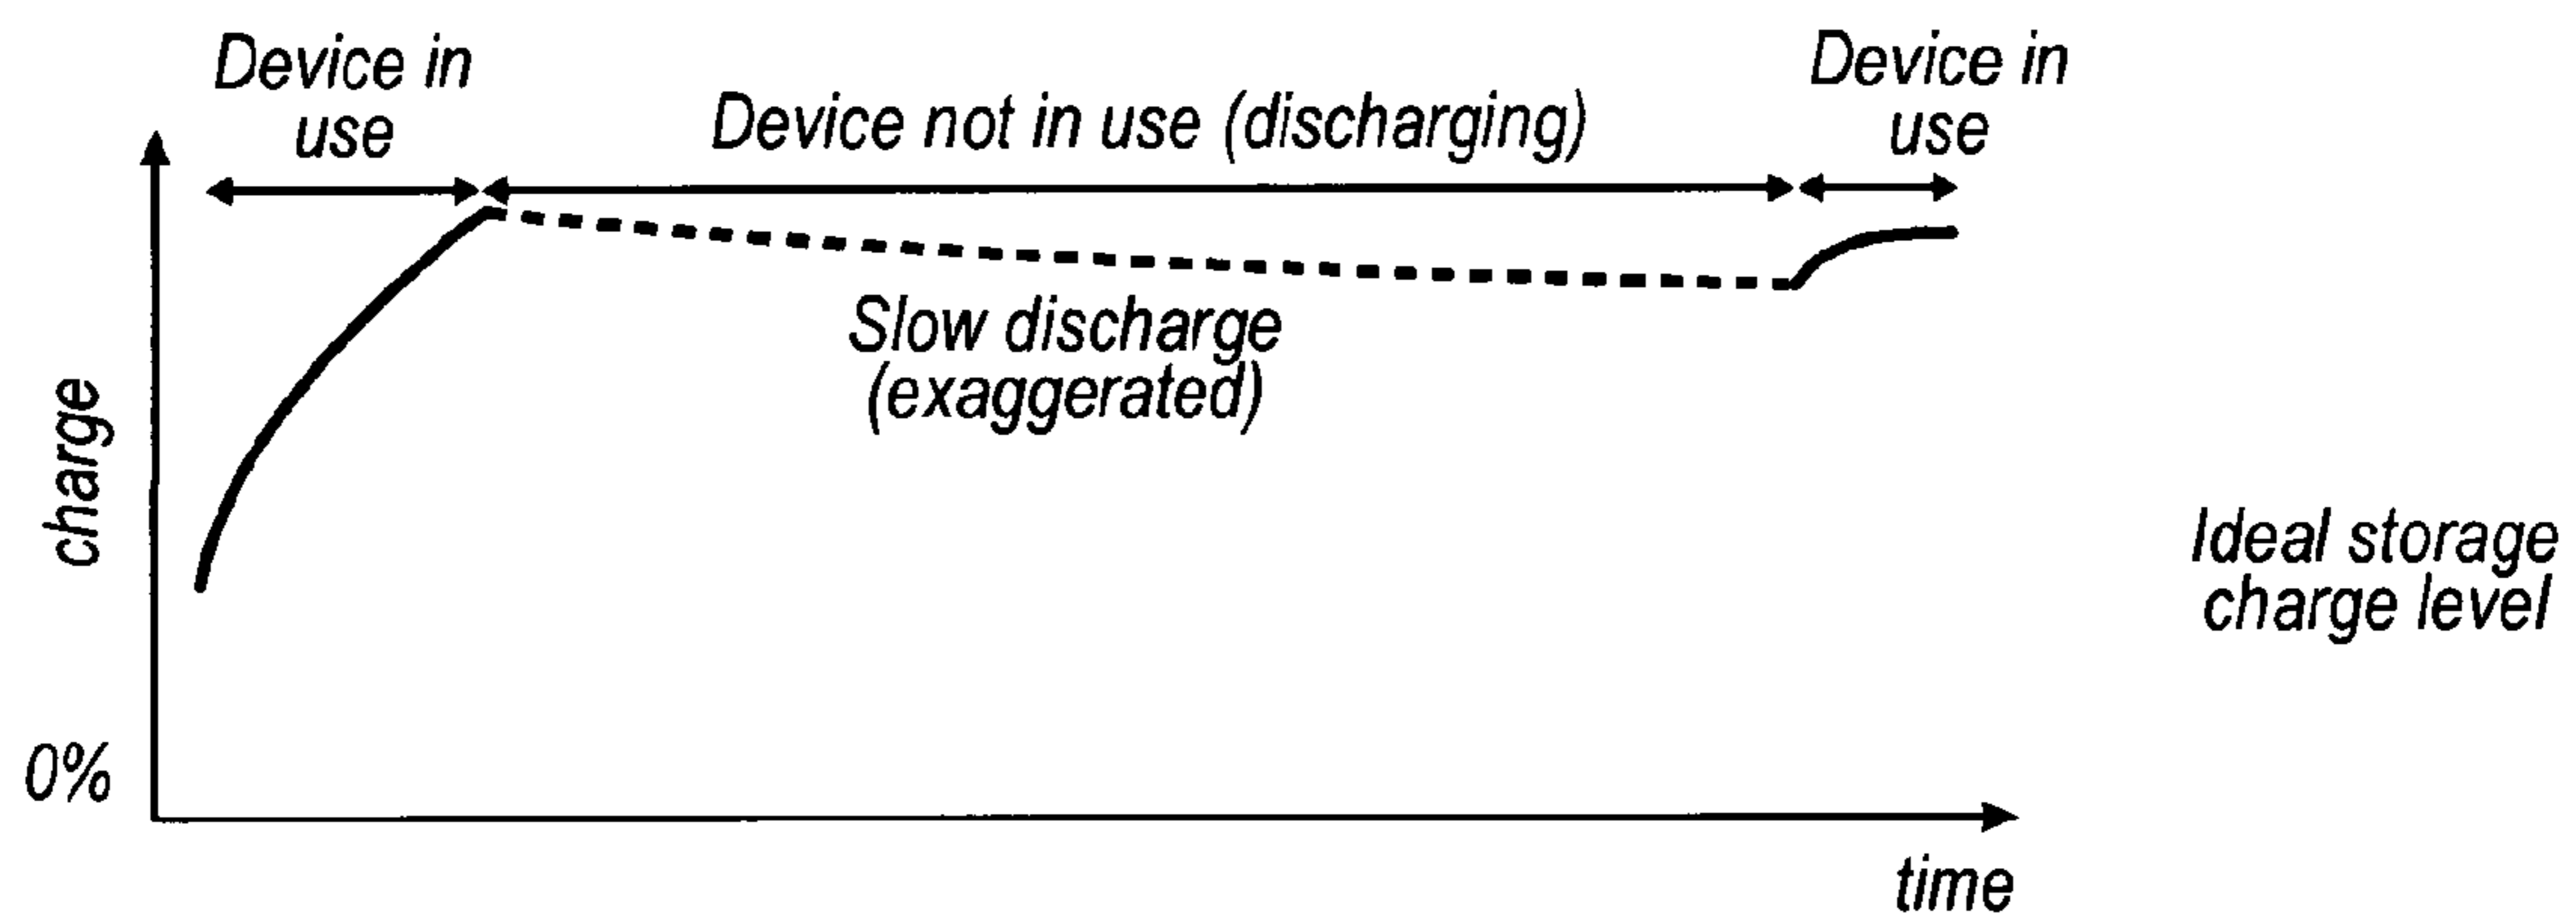 Device in
use
Device not in use (discharging)
Device in
use
Slow discharge
(exaggerated)
charge
Ideal storage
charge level
0%
time